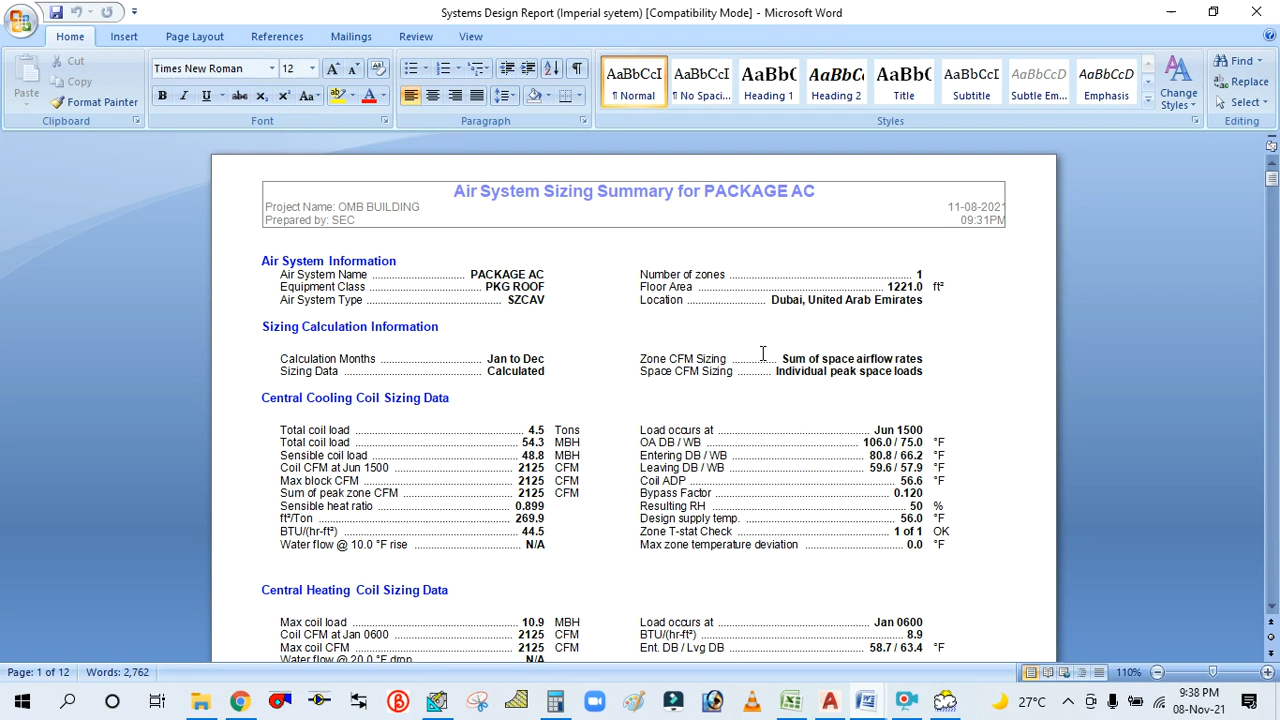 Systems Design Report (Imperial syetem) [Compatibility Mode] - Microsoft Word
Home Insert Page Layout References Mailings Review View
Paste
Cut
Copy
Format Painter
Clipboard
Times New Roman 12
Font
Paragraph
AaBbCcI AaBbCcI AaBbC AaBbCc AaBbC AaBbCcI AaBbCcD AaBbCcD
¶ Normal ¶ No Spaci... Heading 1 Heading 2 Title Subtitle Subtle Em... Emphasis
Change Styles
Styles
Find
Replace
Select
Editing
Air System Sizing Summary for PACKAGE AC
Project Name: OMB BUILDING 11-08-2021
Prepared by: SEC 09:31PM
Air System Information
Air System Name PACKAGE AC Number of zones 1
Equipment Class PKG ROOF Floor Area 1221.0 ft²
Air System Type SZCAV Location Dubai, United Arab Emirates
Sizing Calculation Information
Calculation Months Jan to Dec Zone CFM Sizing Sum of space airflow rates
Sizing Data Calculated Space CFM Sizing Individual peak space loads
Central Cooling Coil Sizing Data
Total coil load 4.5 Tons Load occurs at Jun 1500
Total coil load 54.3 MBH OA DB / WB 106.0 / 75.0 °F
Sensible coil load 48.8 MBH Entering DB / WB 80.8 / 66.2 °F
Coil CFM at Jun 1500 2125 CFM Leaving DB / WB 59.6 / 57.9 °F
Max block CFM 2125 CFM Coil ADP 56.6 °F
Sum of peak zone CFM 2125 CFM Bypass Factor 0.120
Sensible heat ratio 0.899 Resulting RH 50 %
ft²/Ton 269.9 Design supply temp. 56.0 °F
BTU/(hr-ft²) 44.5 Zone T-stat Check 1 of 1 OK
Water flow @ 10.0 °F rise N/A Max zone temperature deviation 0.0 °F
Central Heating Coil Sizing Data
Max coil load 10.9 MBH Load occurs at Jan 0600
Coil CFM at Jan 0600 2125 CFM BTU/(hr-ft²) 8.9
Max coil CFM 2125 CFM Ent. DB / Lvg DB 58.7 / 63.4 °F
Water flow @ 20.0 °F drop N/A
Page: 1 of 12 Words: 2,762 110%
27°C
9:38 PM
08-Nov-21